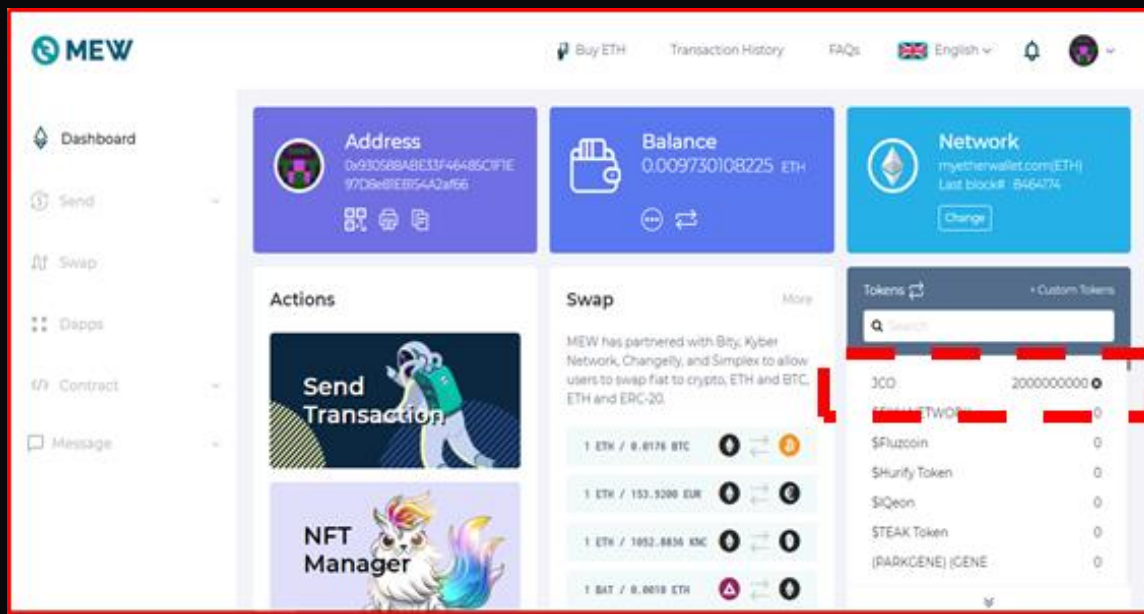 MEW
Buy ETH
Transaction History
FAQs
English
Dashboard
Send
Swap
Dapps
Contract
Message
Address
Balance
0.009730108225 ETH
Network
myetherwallet.com(ETH)
Last block# 8464174
Change
Actions
Send
Transaction
NFT
Manager
Swap
More
MEW has partnered with Bity, Kyber
Network, Changelly, and Simplex to allow
users to swap fiat to crypto, ETH and BTC,
ETH and ERC-20.
1 ETH / 0.0176 BTC
1 ETH / 153.9200 EUR
1 ETH / 1052.8836 KNC
1 BAT / 0.0010 ETH
Tokens
+ Custom Tokens
Search
JCO 2000000000
0
$Fluzcoin 0
$Hurify Token 0
$IQeon 0
$TEAK Token 0
(PARKGENE) (GENE 0